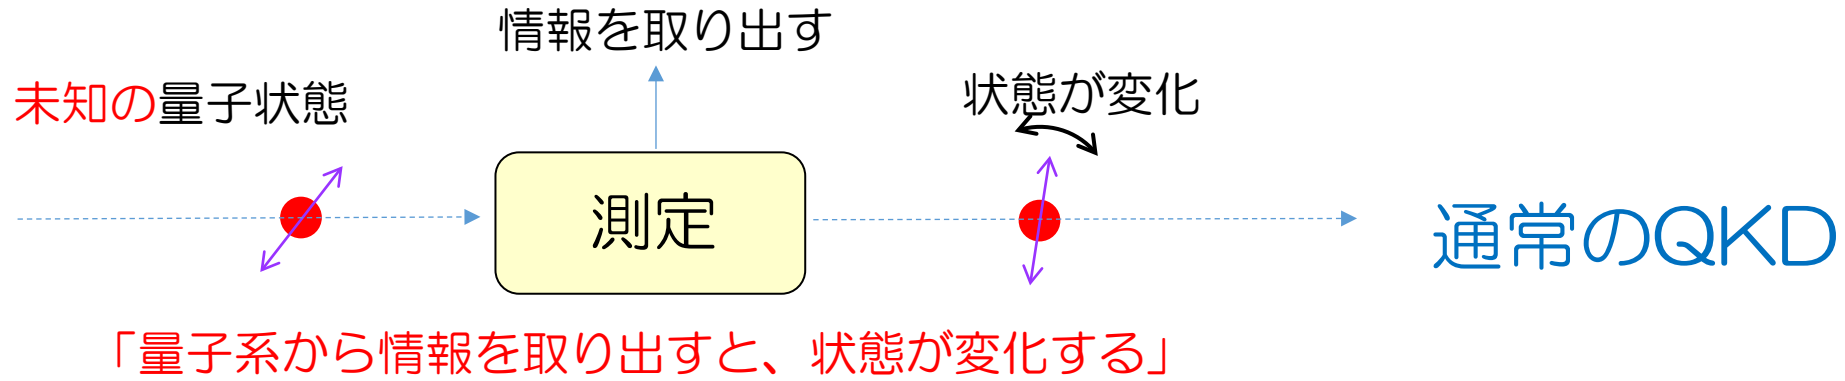 情報を取り出す
未知の量子状態
状態が変化
測定
通常のQKD
「量子系から情報を取り出すと、状態が変化する」